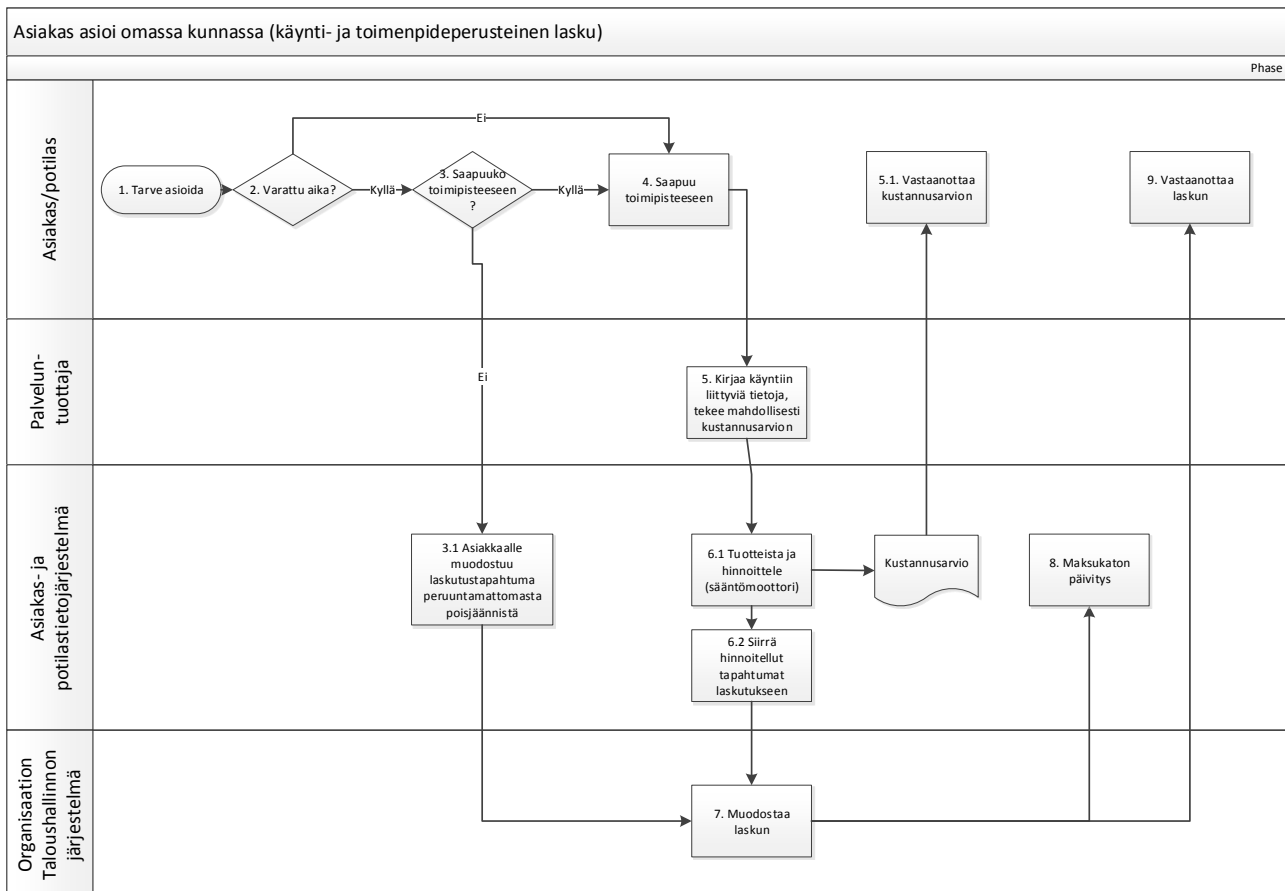 Asiakas asioi omassa kunnassa (käynti- ja toimenpideperusteinen lasku)
Phase
Asiakas/potilas
Ei
1. Tarve asioida
2. Varattu aika?
Kyllä
3. Saapuuko
toimipisteeseen
?
Kyllä
4. Saapuu
toimipisteeseen
5.1. Vastaanottaa
kustannusarvion
9. Vastaanottaa
laskun
Palvelun-
tuottaja
Ei
5. Kirjaa käyntiin
liittyviä tietoja,
tekee mahdollisesti
kustannusarvion
Asiakas- ja
potilastietojärjestelmä
3.1 Asiakkaalle
muodostuu
laskutustapahtuma
peruuntamattomasta
poisjäännistä
6.1 Tuotteista ja
hinnoittele
(sääntömoottori)
Kustannusarvio
8. Maksukaton
päivitys
6.2 Siirrä
hinnoitellut
tapahtumat
laskutukseen
Organisaation
Taloushallinnon
järjestelmä
7. Muodostaa
laskun